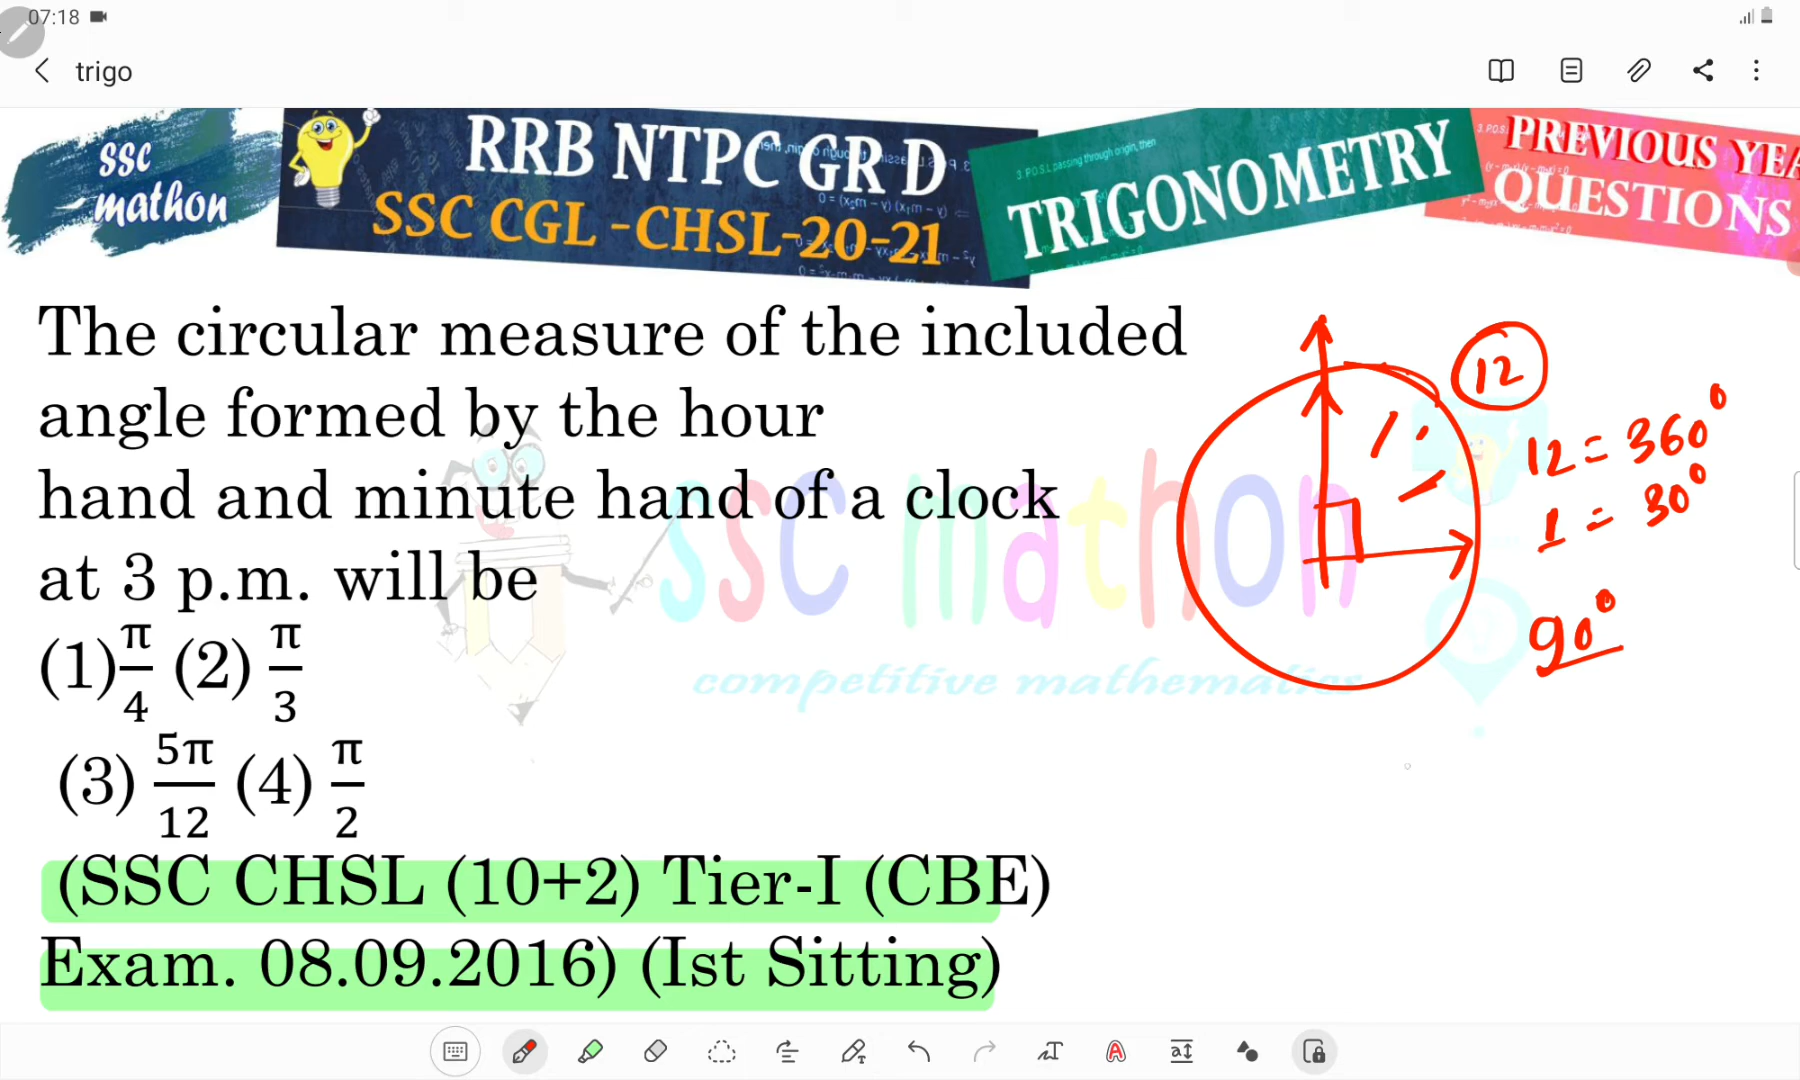 07:18
trigo
SSC
mathon
RRB NTPC GR D
SSC CGL -CHSL-20-21
TRIGONOMETRY
PREVIOUS YEA
QUESTIONS
The circular measure of the included
angle formed by the hour
hand and minute hand of a clock
at 3 p.m. will be
(1) π/4 (2) π/3
(3) 5π/12 (4) π/2
(SSC CHSL (10+2) Tier-I (CBE)
Exam. 08.09.2016) (Ist Sitting)
12
12 = 360°
1 = 30°
90°
ssc mathon
competitive mathematics